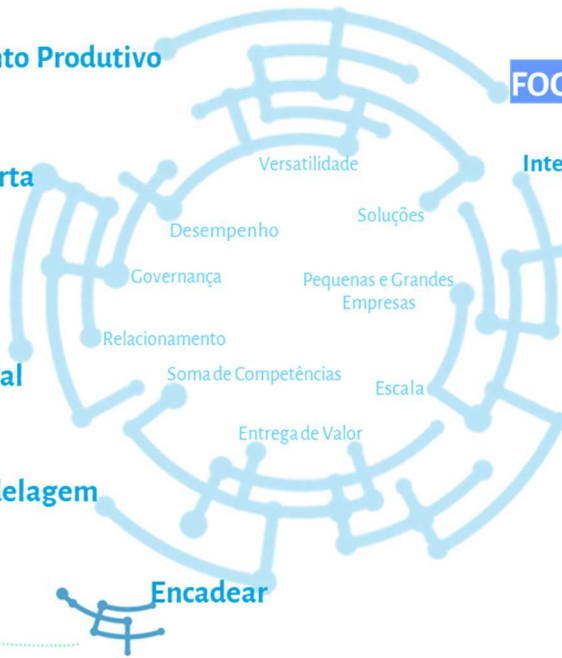 nto Produtivo
FOC
Inte
rta
Versatilidade
Soluções
Desempenho
Governança
Pequenas e Grandes
Empresas
Relacionamento
al
Soma de Competências
Escala
Entrega de Valor
delagem
Encadear